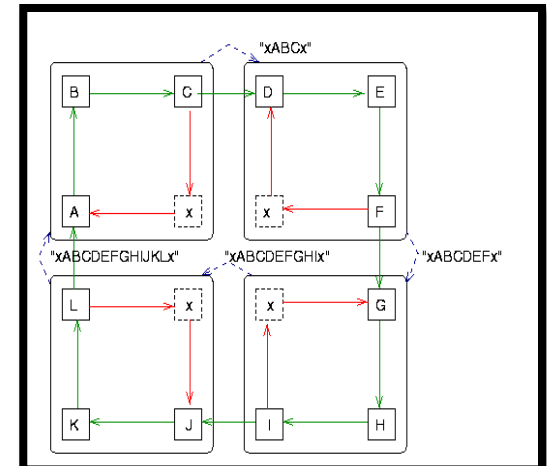 "xABCx"
B C D E
A x x F
"xABCDEFGHIJKLx" "xABCDEFGHIx" "xABCDEFx"
L x x G
K J I H